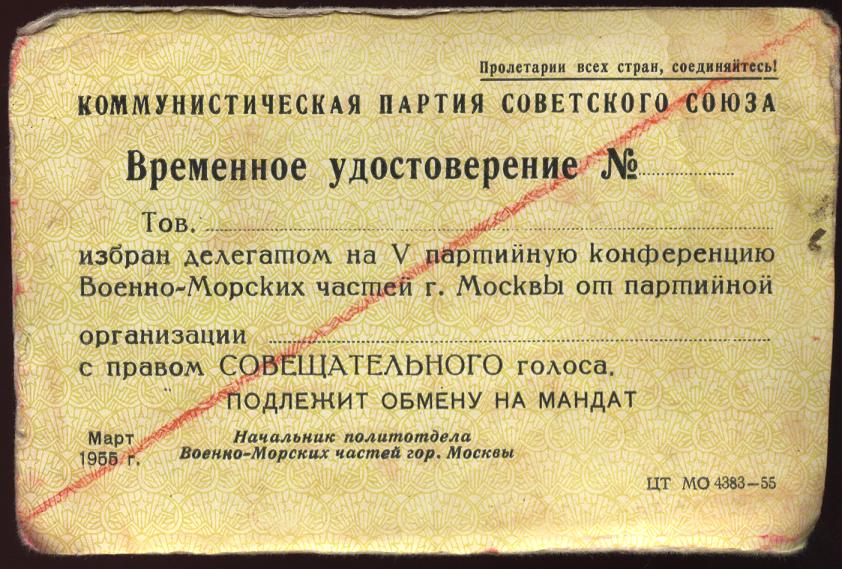 Пролетарии всех стран, соединяйтесь!
КОММУНИСТИЧЕСКАЯ ПАРТИЯ СОВЕТСКОГО СОЮЗА
Временное удостоверение №
Тов.
избран делегатом на V партийную конференцию
Военно-Морских частей г. Москвы от партийной
организации
с правом СОВЕЩАТЕЛЬНОГО голоса.
ПОДЛЕЖИТ ОБМЕНУ НА МАНДАТ
Март
1955 г.
Начальник политотдела
Военно-Морских частей гор. Москвы
ЦТ МО 4383—55